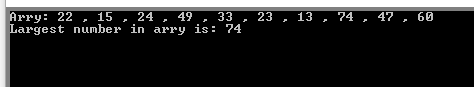 Arry: 22 , 15 , 24 , 49 , 33 , 23 , 13 , 74 , 47 , 60
Largest number in arry is: 74